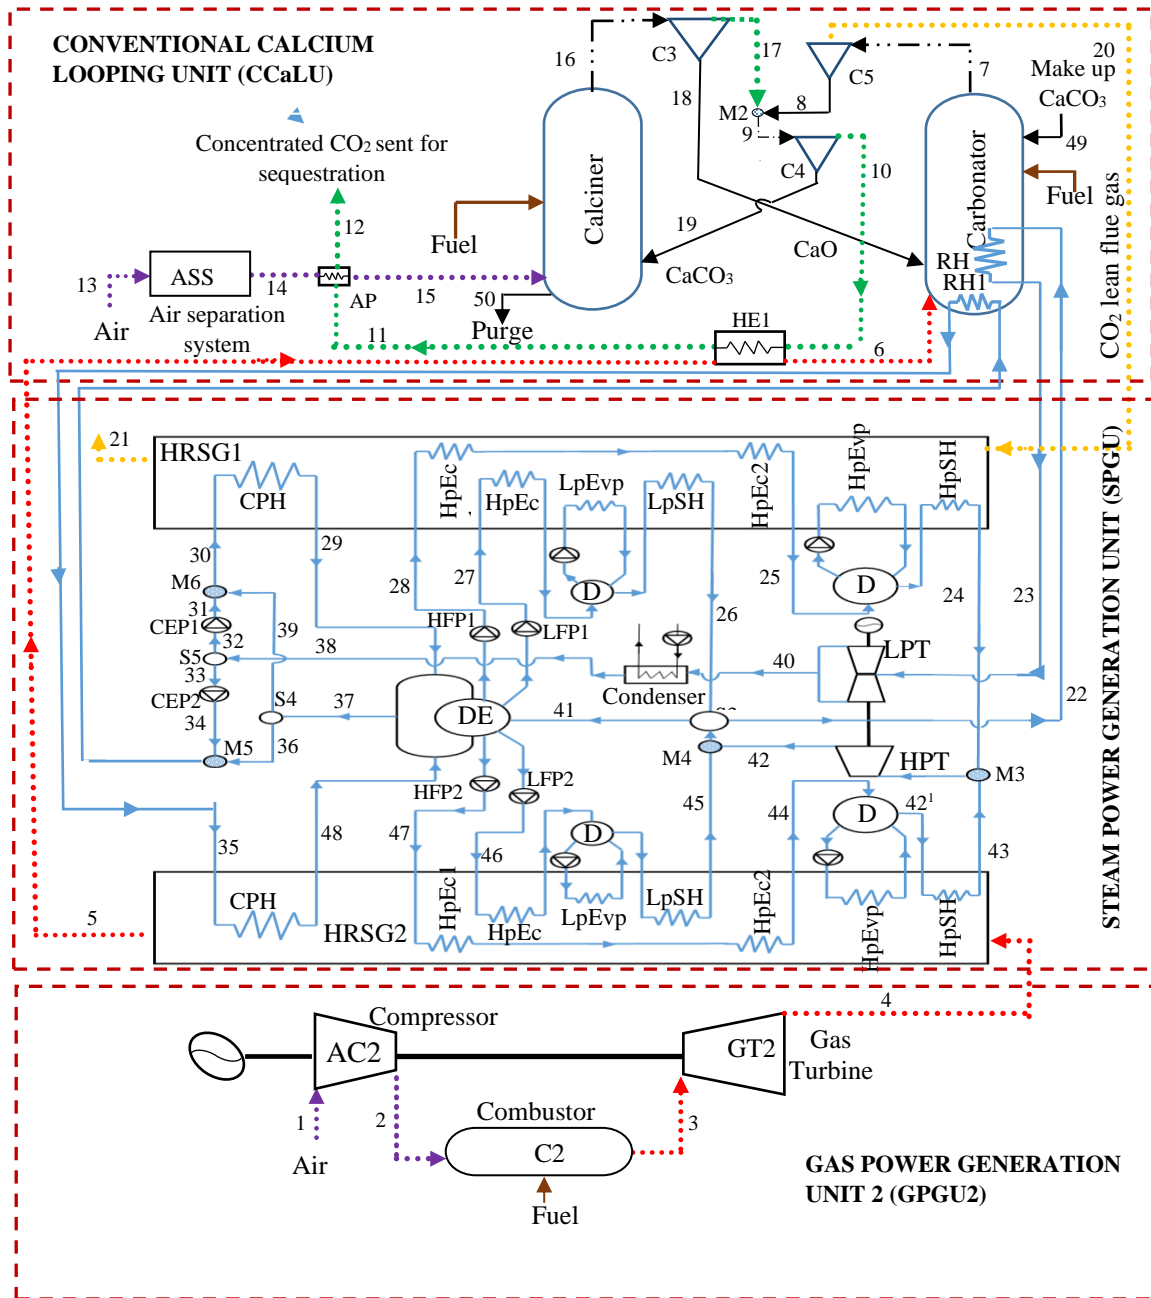 CONVENTIONAL CALCIUM
LOOPING UNIT (CCaLU)
16
C3
17
18
C5
7
20
Make up
CaCO3
49
8
M2
9
C4
10
Concentrated CO2 sent for
sequestration
Calciner
Carbonator
Fuel
Fuel
12
19
CaO
CaCO3
RH
RH1
CO2 lean flue gas
13
ASS
14
AP
15
50
Purge
Air
Air separation
system
11
HE1
6
21
HRSG1
CPH
HpEc
HpEc
LpEvp
LpSH
HpEc2
HpEvp
HpSH
STEAM POWER GENERATION UNIT (SPGU)
30
29
28
27
26
25
24
23
22
D
D
M6
31
CEP1
32
39
38
HFP1
LFP1
S5
33
CEP2
34
S4
37
36
M5
DE
41
Condenser
40
LPT
M4
42
HPT
M3
HFP2
LFP2
35
48
47
46
45
44
42¹
43
D
D
CPH
HRSG2
HpEc1
HpEc
LpEvp
LpSH
HpEc2
HpEvp
HpSH
5
4
Compressor
AC2
GT2
Gas
Turbine
1
2
3
Air
Combustor
C2
Fuel
GAS POWER GENERATION
UNIT 2 (GPGU2)